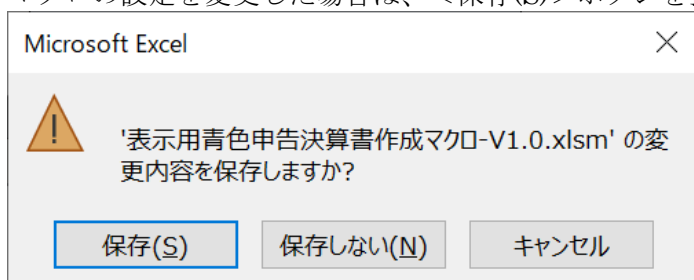 Microsoft Excel
'表示用青色申告決算書作成マクロ-V1.0.xlsm' の変
更内容を保存しますか?
保存(S)
保存しない(N)
キャンセル